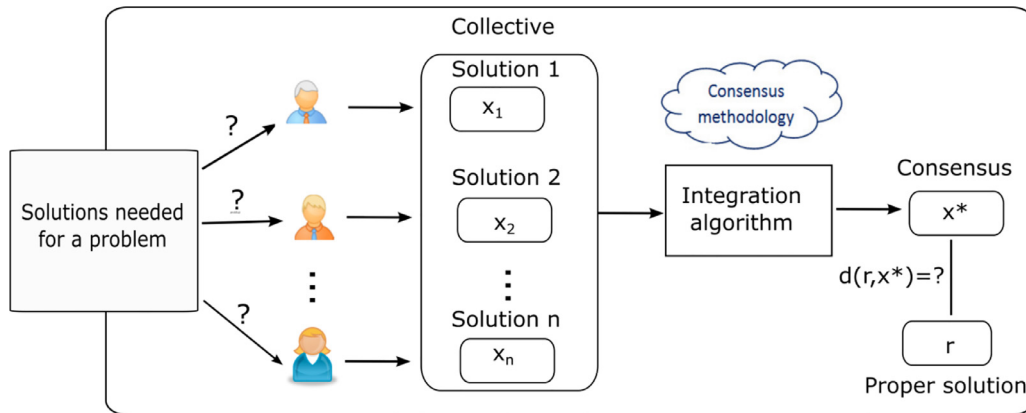 Collective
Solution 1
x₁
Consensus
methodology
?
?
?
Solutions needed
for a problem
Solution 2
x₂
Integration
algorithm
Consensus
x*
d(r,x*)=?
Solution n
xₙ
r
Proper solution